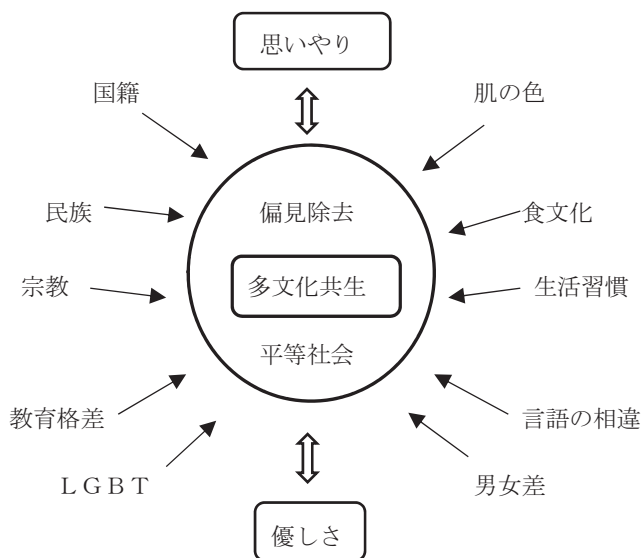 思いやり
国籍
肌の色
民族
偏見除去
食文化
宗教
多文化共生
生活習慣
平等社会
教育格差
言語の相違
LGBT
男女差
優しさ